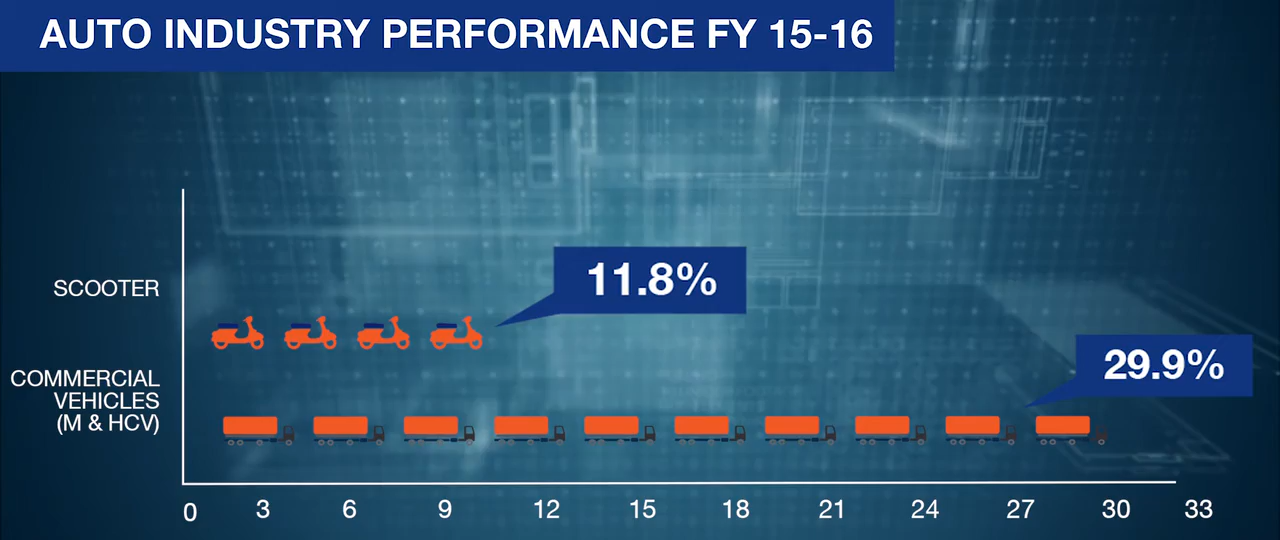 AUTO INDUSTRY PERFORMANCE FY 15-16
SCOOTER
11.8%
COMMERCIAL
VEHICLES
(M & HCV)
29.9%
0 3 6 9 12 15 18 21 24 27 30 33